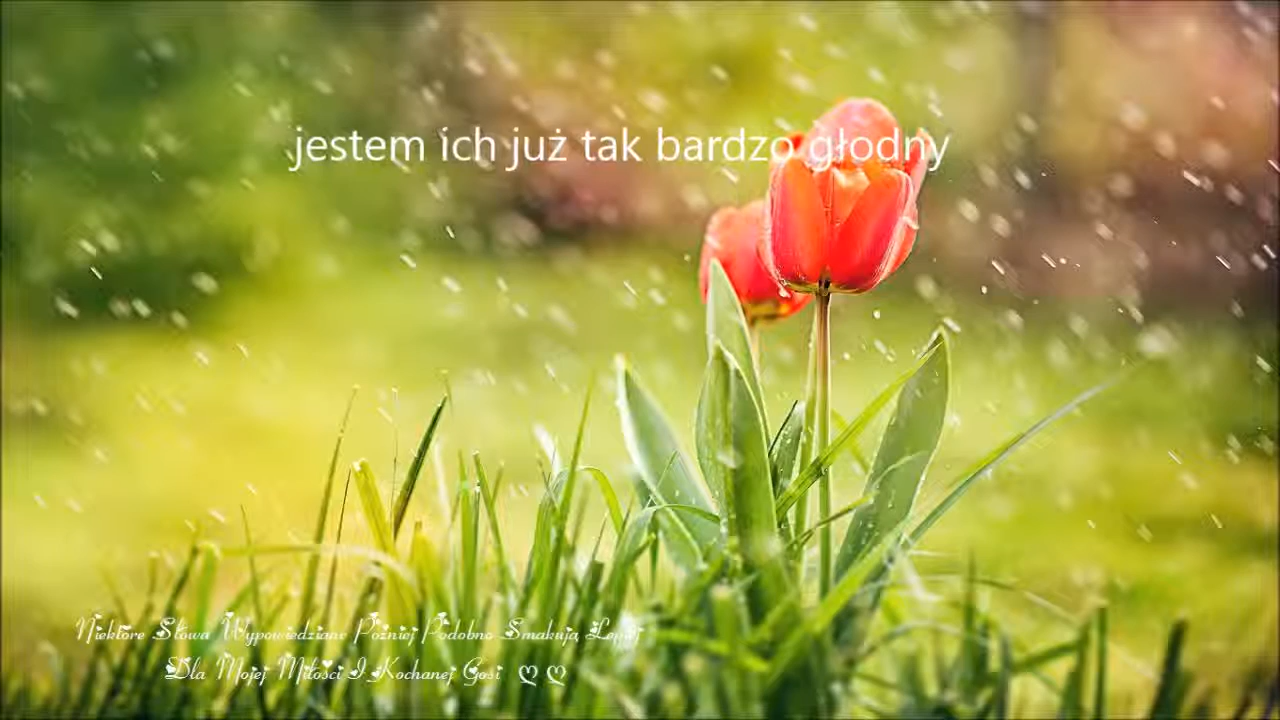 jestem ich już tak bardzo głodny
Niektóre Słowa Wypowiedziane Później Podobno Smakują Lepiej
Dla Mojej Miłości I Kochanej Gosi ღ ღ